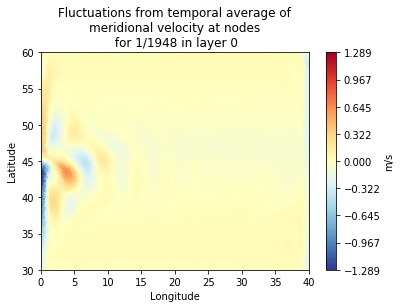 Fluctuations from temporal average of
meridional velocity at nodes
for 1/1948 in layer 0
60
55
50
45
40
35
30
Latitude
0 5 10 15 20 25 30 35 40
Longitude
1.289
0.967
0.645
0.322
0.000
−0.322
−0.645
−0.967
−1.289
m/s